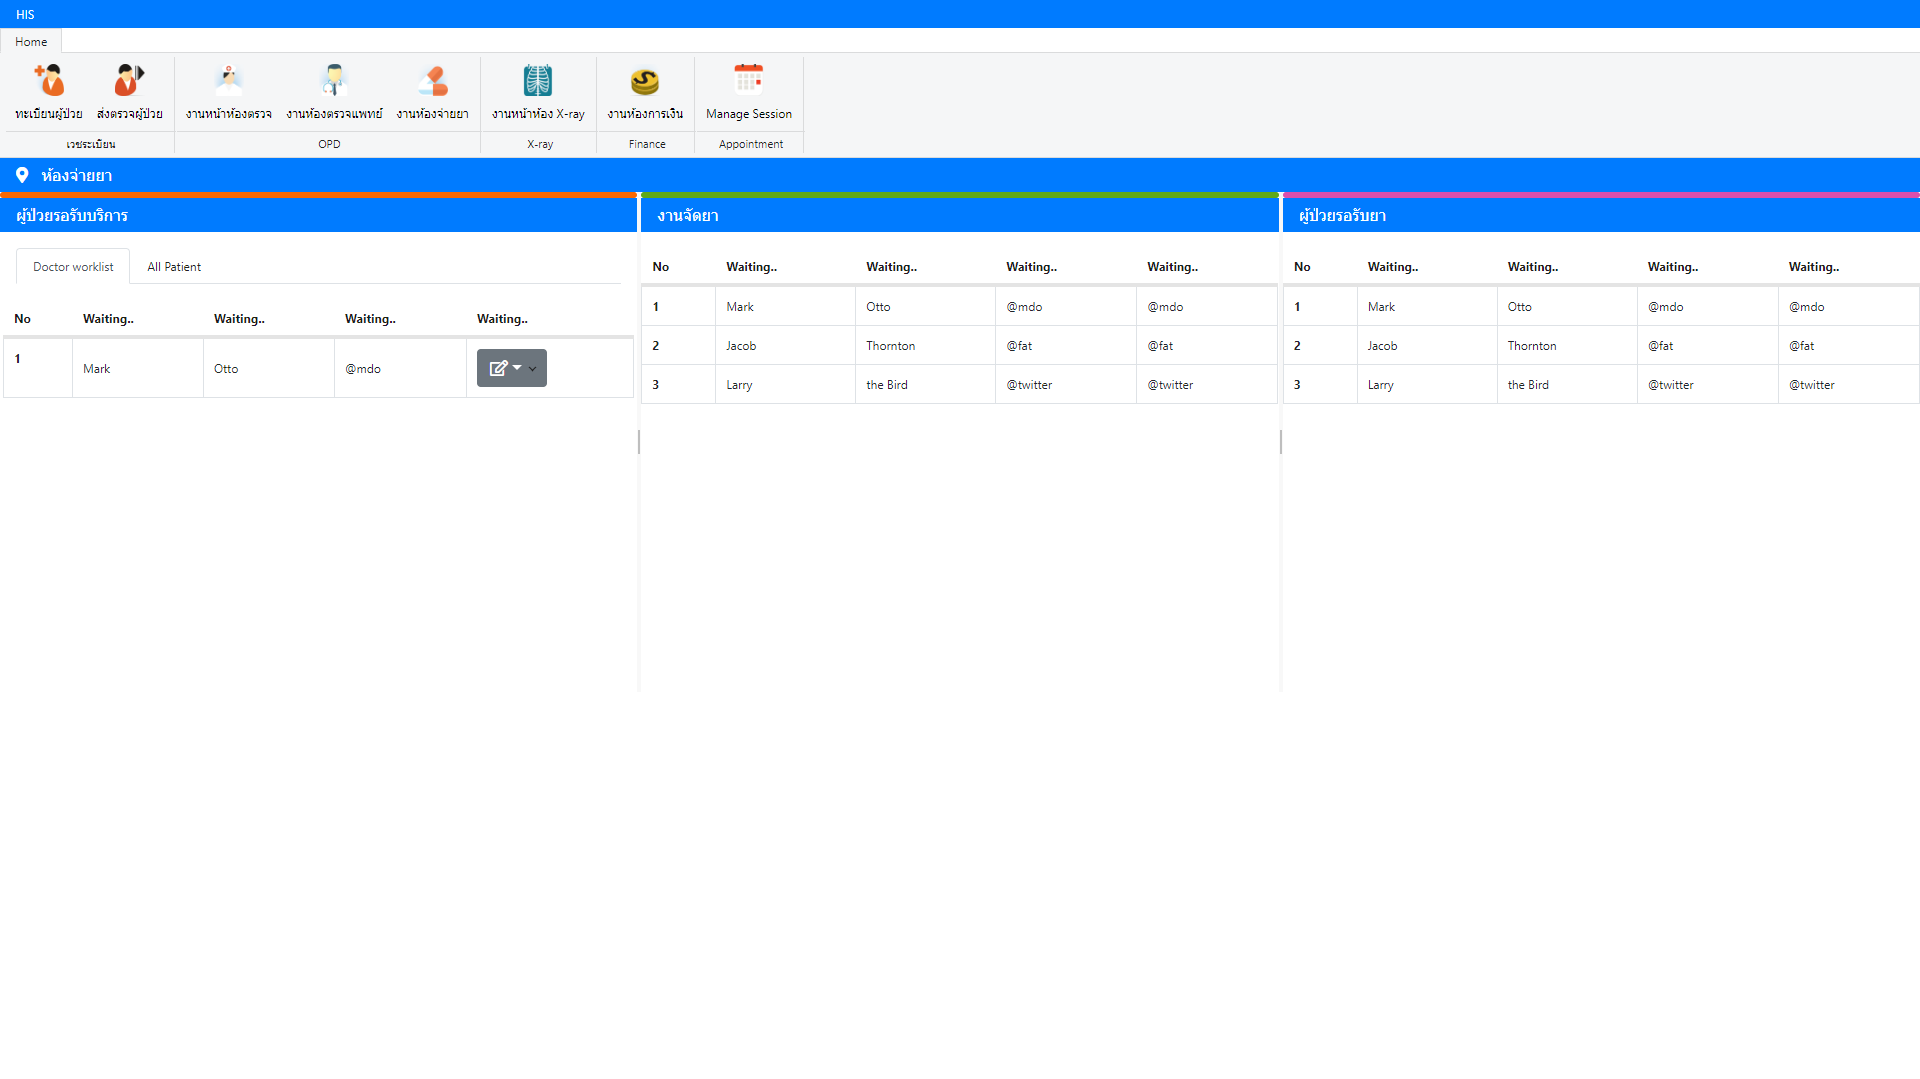 HIS
Home
ทะเบียนผู้ป่วย ส่งตรวจผู้ป่วย งานหน้าห้องตรวจ งานห้องตรวจแพทย์ งานห้องจ่ายยา งานหน้าห้อง X-ray งานห้องการเงิน Manage Session
เวชระเบียน OPD X-ray Finance Appointment
ห้องจ่ายยา
ผู้ป่วยรอรับบริการ
Doctor worklist All Patient
No Waiting.. Waiting.. Waiting.. Waiting..
1 Mark Otto @mdo
งานจัดยา
No Waiting.. Waiting.. Waiting.. Waiting..
1 Mark Otto @mdo @mdo
2 Jacob Thornton @fat @fat
3 Larry the Bird @twitter @twitter
ผู้ป่วยรอรับยา
No Waiting.. Waiting.. Waiting.. Waiting..
1 Mark Otto @mdo @mdo
2 Jacob Thornton @fat @fat
3 Larry the Bird @twitter @twitter